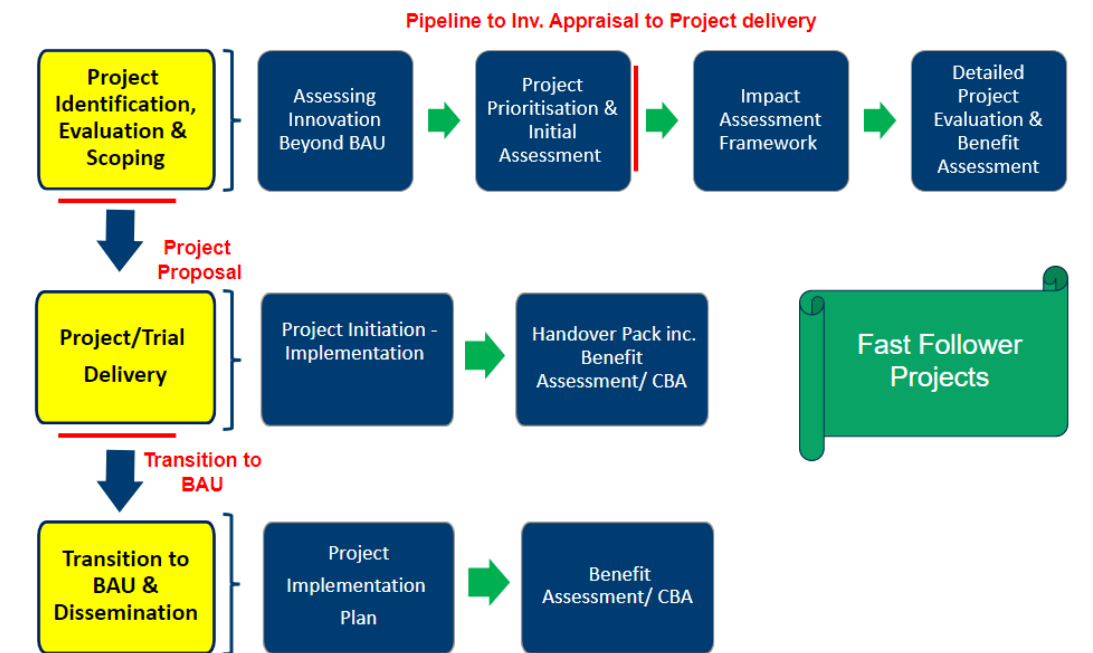 Pipeline to Inv. Appraisal to Project delivery
Project
Identification,
Evaluation &
Scoping
Assessing
Innovation
Beyond BAU
Project
Prioritisation &
Initial
Assessment
Impact
Assessment
Framework
Detailed
Project
Evaluation &
Benefit
Assessment
Project
Proposal
Project/Trial
Delivery
Project Initiation -
Implementation
Handover Pack inc.
Benefit
Assessment/ CBA
Fast Follower
Projects
Transition to
BAU
Transition to
BAU &
Dissemination
Project
Implementation
Plan
Benefit
Assessment/ CBA